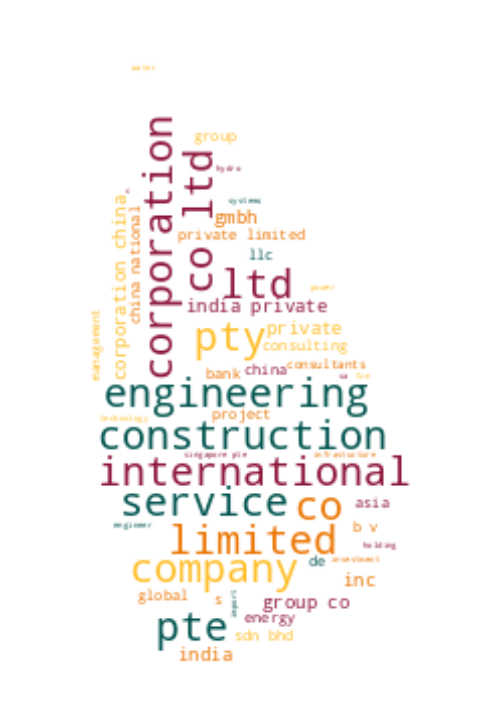 water
corporation
group
co ltd
hydro
corporation china
china national
systems
gmbh
private limited
llc
ltd
power
india private
management
pty
private
consulting
consultants
bank
china
sa
engineering
technology
project
construction
singapore pte
infrastructure
international
service
co
asia
engineer
b v
limited
holding
company
de
investment
inc
global
s
import
group co
energy
pte
sdn bhd
india